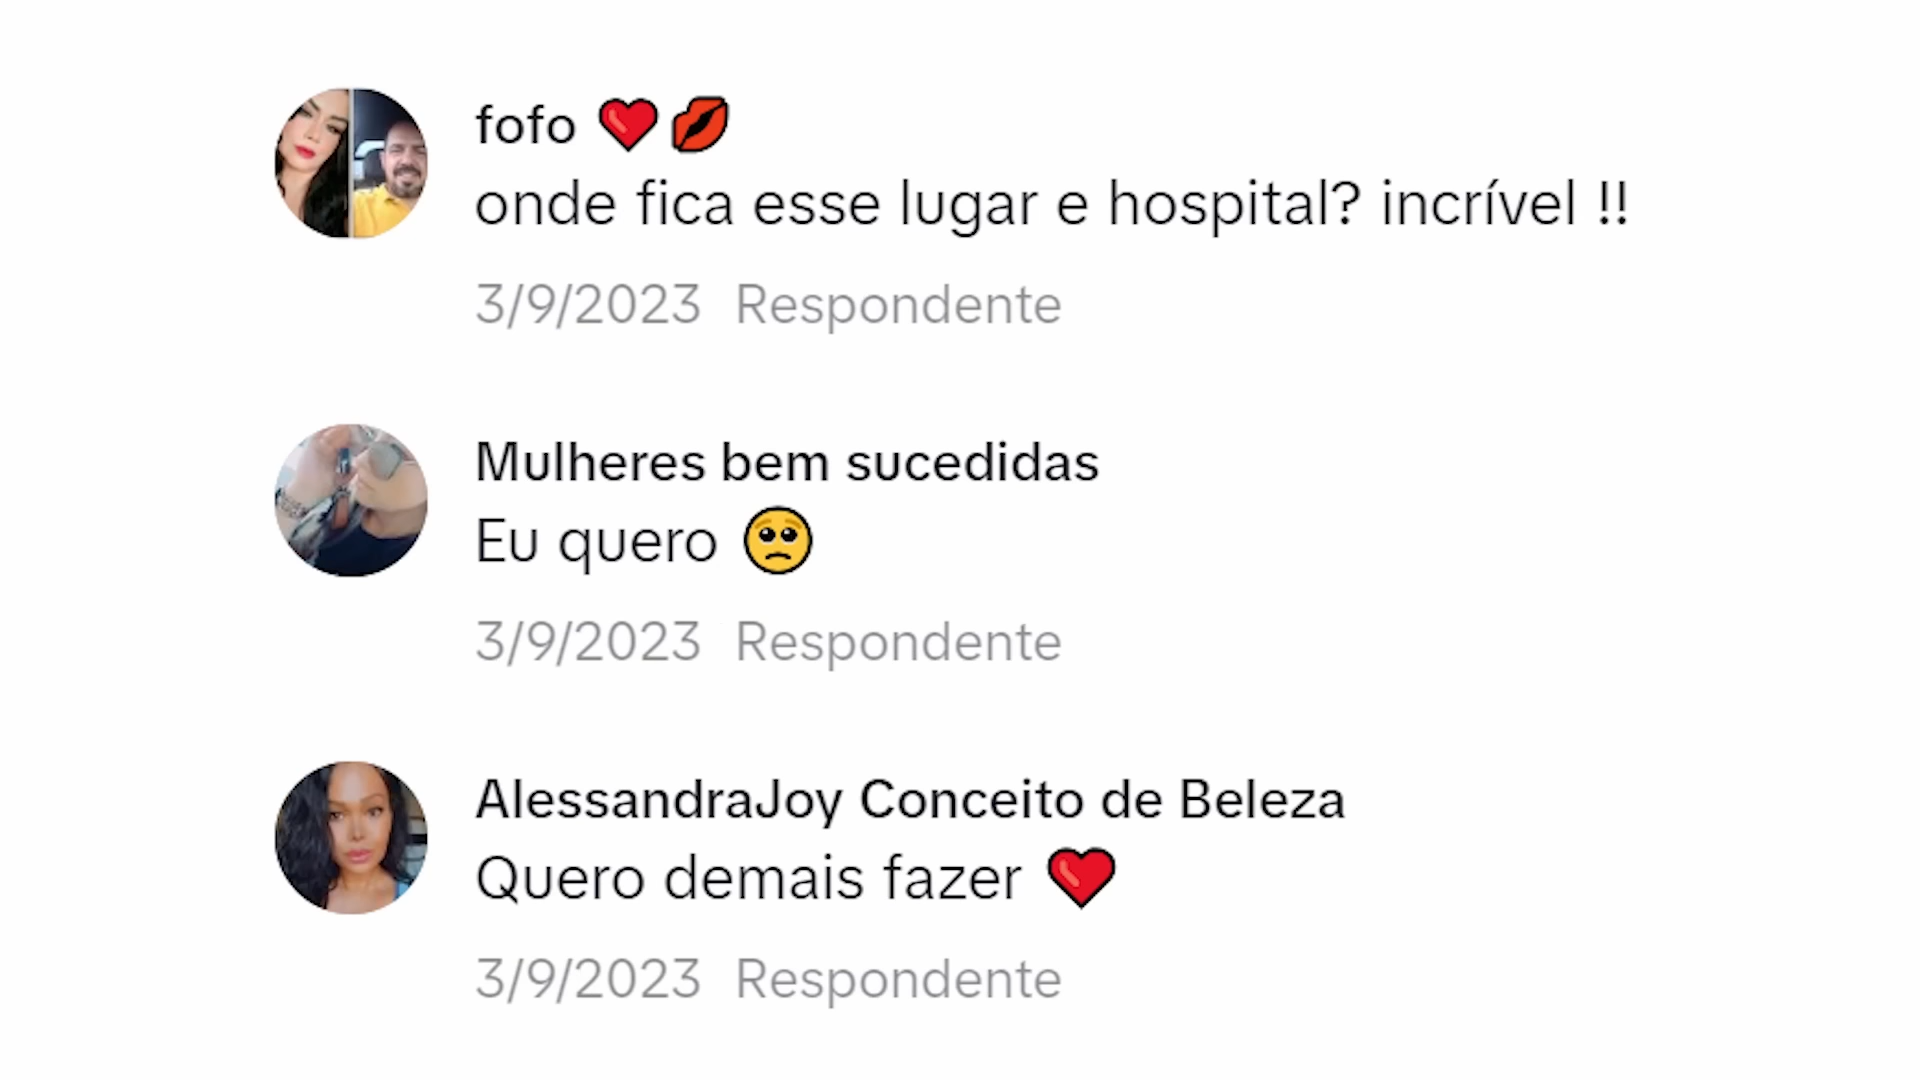 fofo ❤️💋
onde fica esse lugar e hospital? incrível !!
3/9/2023 Respondente
Mulheres bem sucedidas
Eu quero 🥺
3/9/2023 Respondente
AlessandraJoy Conceito de Beleza
Quero demais fazer ❤️
3/9/2023 Respondente